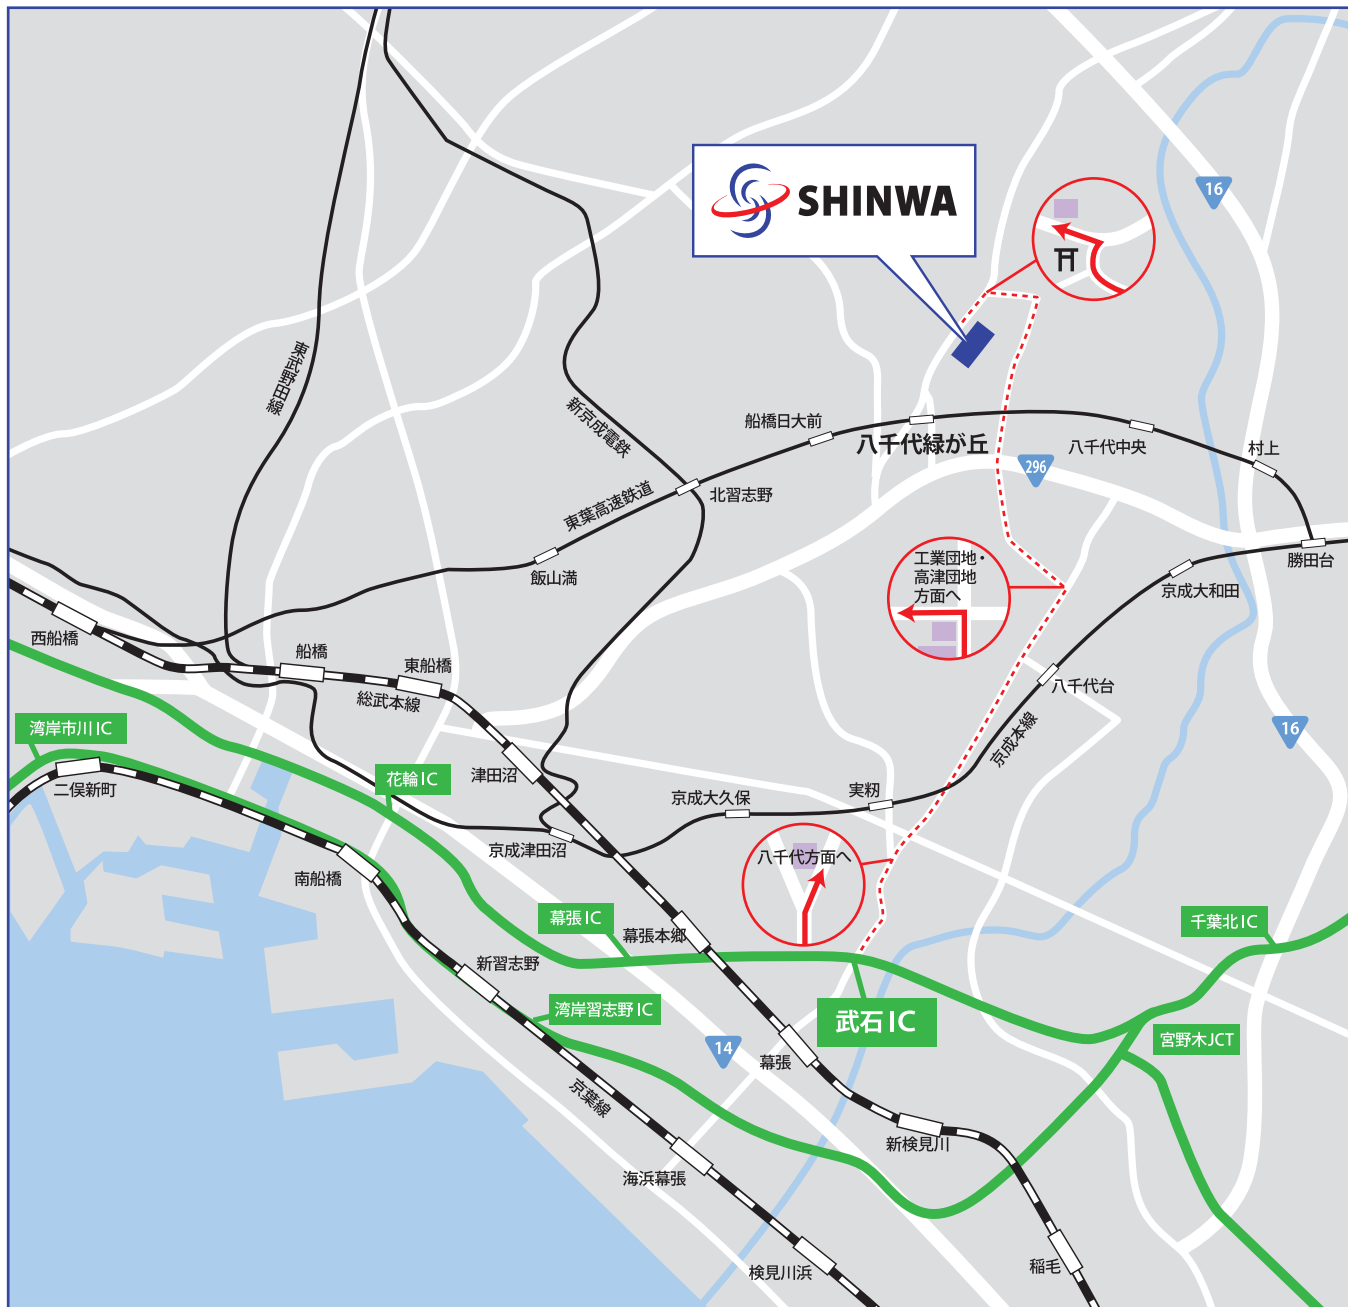 SHINWA
16
東武野田線
新京成電鉄
船橋日大前
八千代緑が丘
八千代中央
村上
296
北習志野
東葉高速鉄道
飯山満
工業団地・
高津団地
方面へ
勝田台
京成大和田
西船橋
船橋
東船橋
総武本線
八千代台
京成本線
16
湾岸市川IC
花輪IC
津田沼
二俣新町
京成大久保
実籾
京成津田沼
八千代方面へ
南船橋
幕張IC
幕張本郷
千葉北IC
新習志野
湾岸習志野IC
武石IC
宮野木JCT
14
幕張
京葉線
新検見川
海浜幕張
検見川浜
稲毛